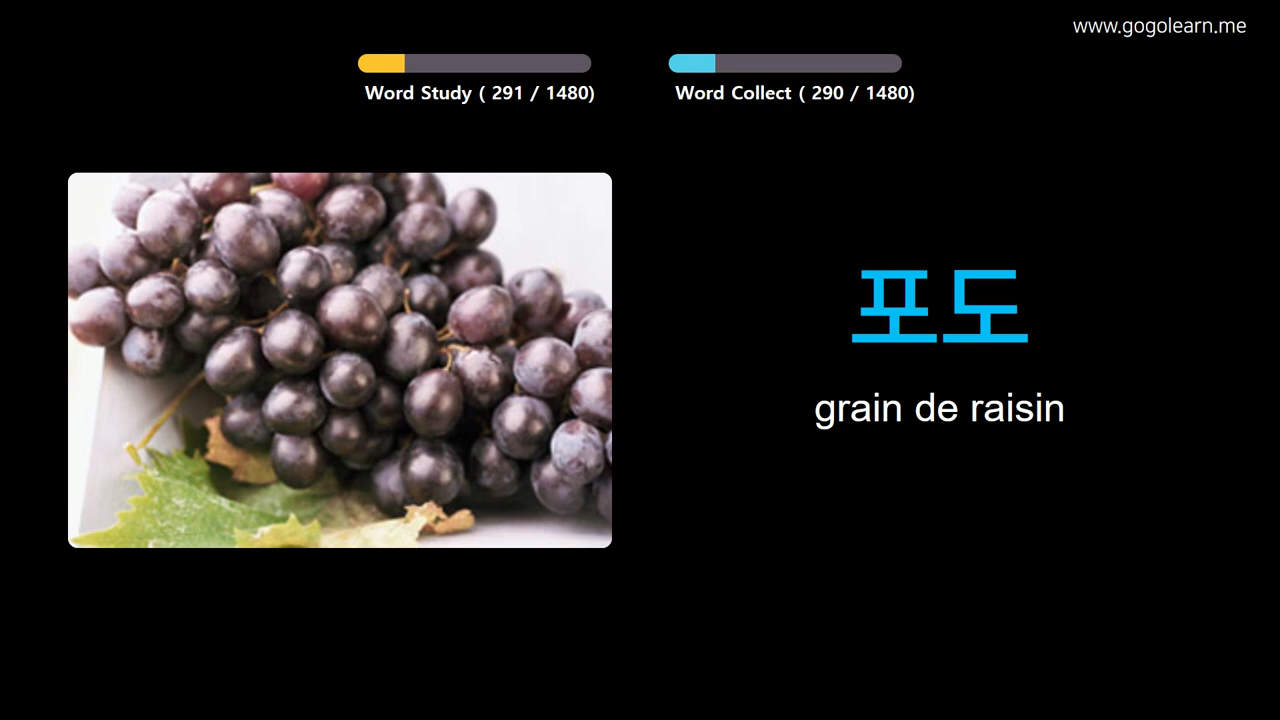 www.gogolearn.me
Word Study ( 291 / 1480)
Word Collect ( 290 / 1480)
포도
grain de raisin